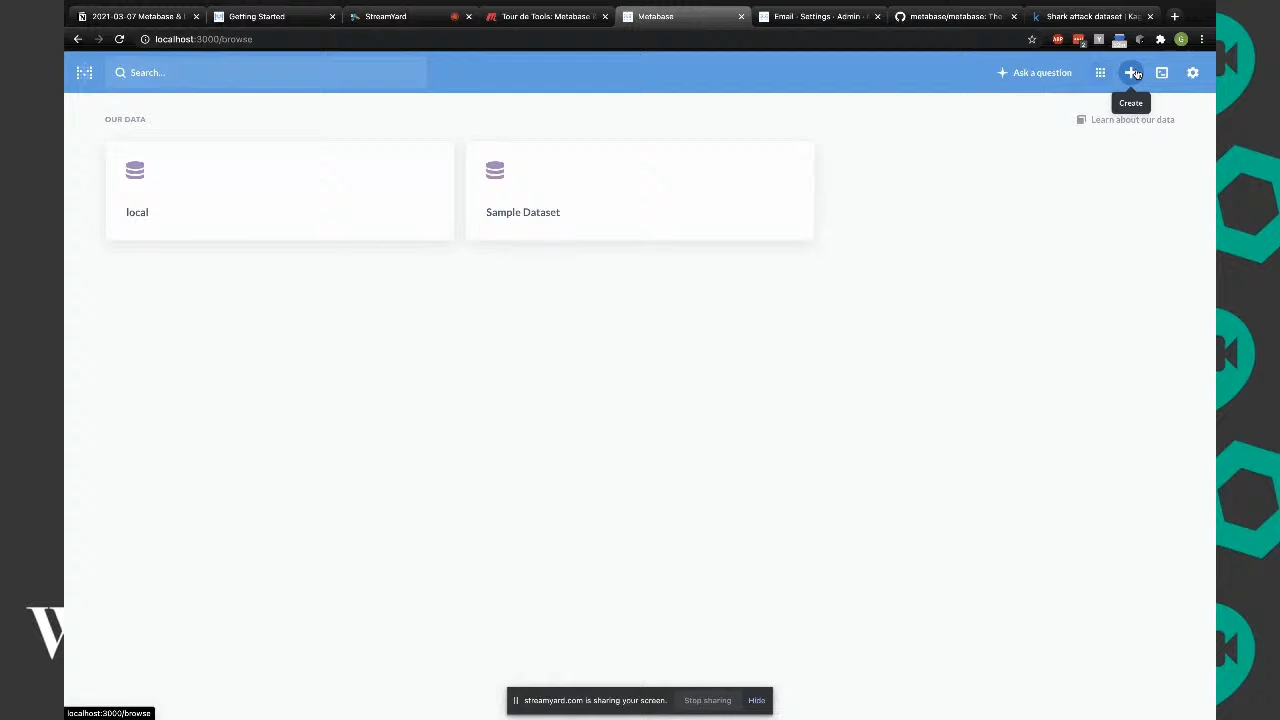 2021-03-07 Metabase & I
Getting Started
StreamYard
Tour de Tools: Metabase &
Metabase
Email · Settings · Admin ·
metabase/metabase: The
Shark attack dataset | Kag
localhost:3000/browse
Search...
Ask a question
Create
OUR DATA
Learn about our data
local
Sample Dataset
W
streamyard.com is sharing your screen.
Stop sharing
Hide
localhost:3000/browse